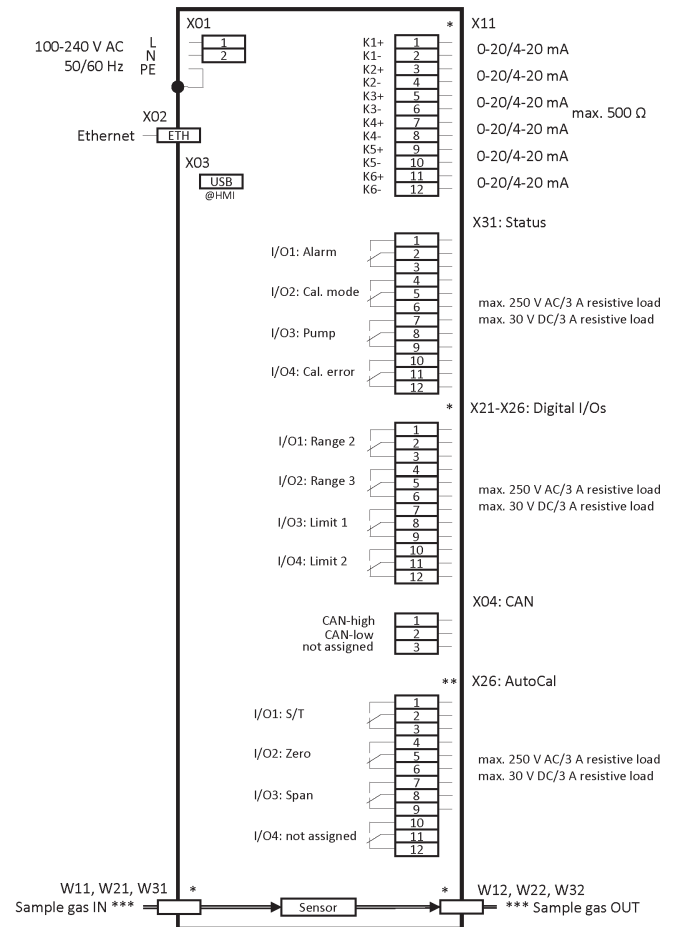 X01
100-240 V AC
50/60 Hz
L
N
PE
1
2
X02
Ethernet
ETH
X03
USB
@HMI
* X11
K1+ 1
K1- 2
K2+ 3
K2- 4
K3+ 5
K3- 6
K4+ 7
K4- 8
K5+ 9
K5- 10
K6+ 11
K6- 12
0-20/4-20 mA
0-20/4-20 mA
0-20/4-20 mA
0-20/4-20 mA
0-20/4-20 mA
0-20/4-20 mA
max. 500 Ω
X31: Status
I/O1: Alarm
I/O2: Cal. mode
I/O3: Pump
I/O4: Cal. error
1
2
3
4
5
6
7
8
9
10
11
12
max. 250 V AC/3 A resistive load
max. 30 V DC/3 A resistive load
* X21-X26: Digital I/Os
I/O1: Range 2
I/O2: Range 3
I/O3: Limit 1
I/O4: Limit 2
1
2
3
4
5
6
7
8
9
10
11
12
max. 250 V AC/3 A resistive load
max. 30 V DC/3 A resistive load
X04: CAN
CAN-high 1
CAN-low 2
not assigned 3
** X26: AutoCal
I/O1: S/T
I/O2: Zero
I/O3: Span
I/O4: not assigned
1
2
3
4
5
6
7
8
9
10
11
12
max. 250 V AC/3 A resistive load
max. 30 V DC/3 A resistive load
W11, W21, W31 *
Sample gas IN ***
Sensor
* W12, W22, W32
*** Sample gas OUT